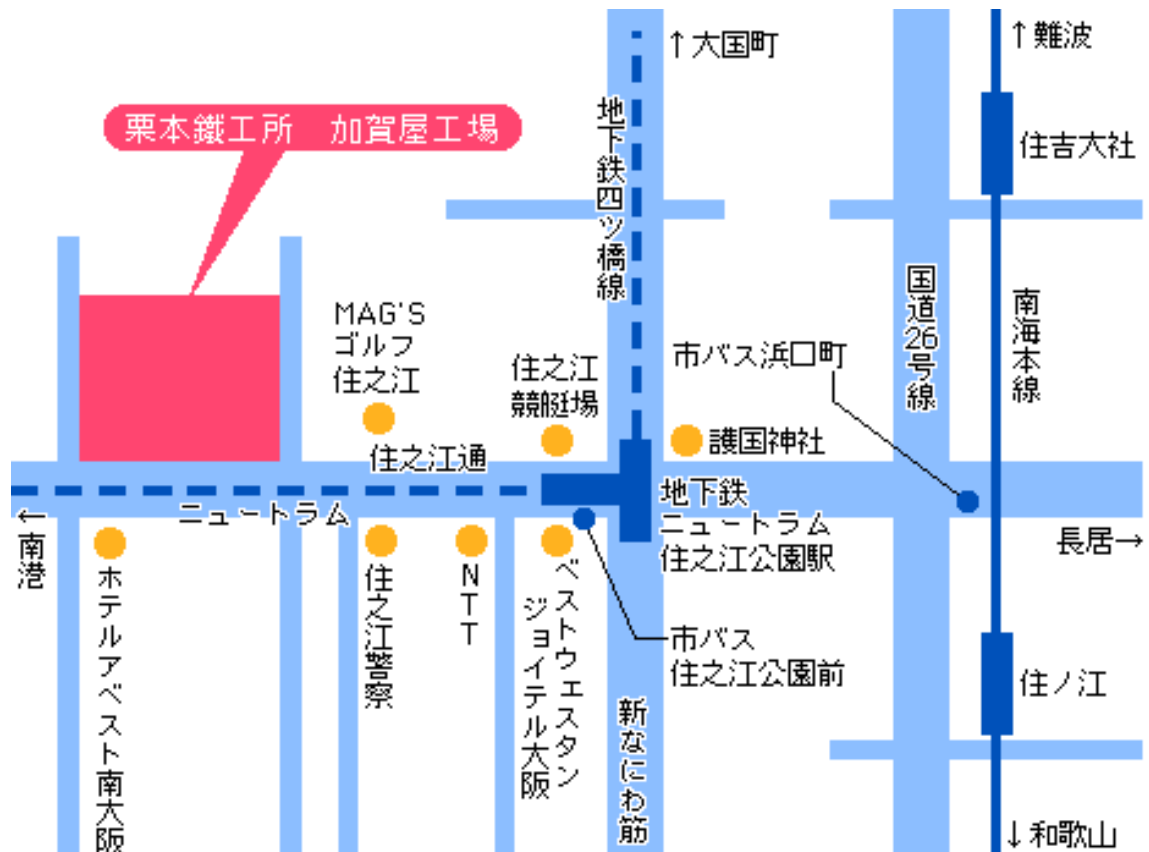 ↑大国町
↑難波
栗本鐵工所　加賀屋工場
地下鉄四ツ橋線
住吉大社
国道26号線
南海本線
MAG'S
ゴルフ
住之江
住之江
競艇場
市バス浜口町
護国神社
住之江通
地下鉄
ニュートラム
住之江公園駅
ニュートラム
←南港
長居→
ホテルアベスト南大阪
住之江警察
NTT
ベストウェスタン
ジョイテル大阪
市バス
住之江公園前
新なにわ筋
住ノ江
↓和歌山